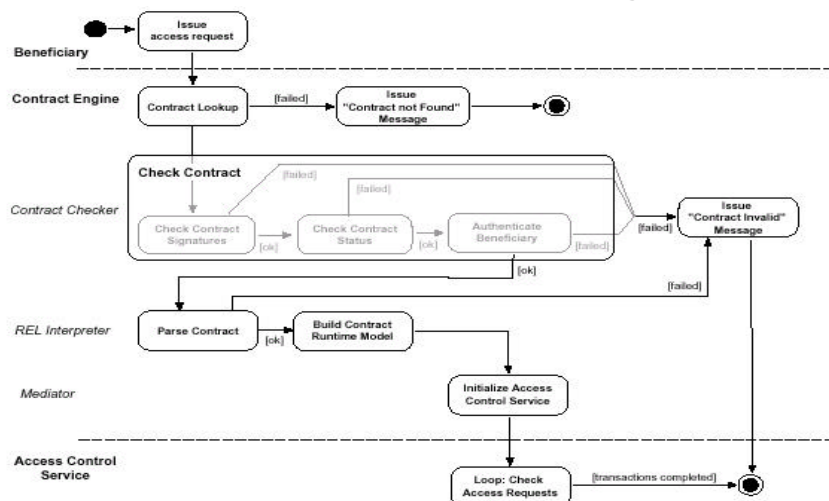 Issue
access request
Beneficiary
Contract Engine
Contract Lookup
[failed]
Issue
"Contract not Found"
Message
Check Contract
[failed]
[failed]
Contract Checker
Check Contract
Signatures
[ok]
Check Contract
Status
[ok]
Authenticate
Beneficiary
[failed]
[failed]
Issue
"Contract Invalid"
Message
[ok]
[failed]
REL Interpreter
Parse Contract
[ok]
Build Contract
Runtime Model
Mediator
Initialize Access
Control Service
Access Control
Service
Loop: Check
Access Requests
[transactions completed]